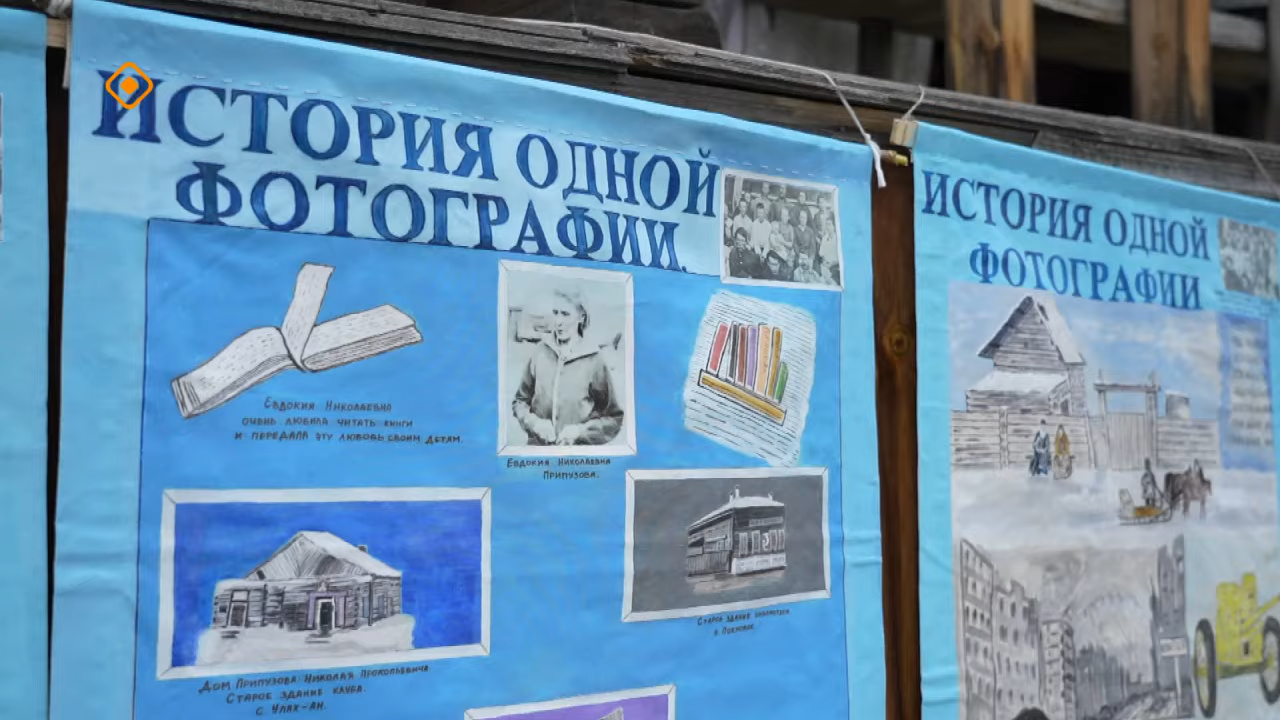 ИСТОРИЯ ОДНОЙ
ФОТОГРАФИИ.
Евдокия Николаевна
очень любила читать книги
и передала эту любовь своим детям.
Евдокия Николаевна
Припузова.
Старое здание библиотеки
в Покровске.
Дом Припузова Николая Прокопьевича.
Старое здание клуба.
с. Улах-Ан.
ИСТОРИЯ ОДНОЙ
ФОТОГРАФИИ